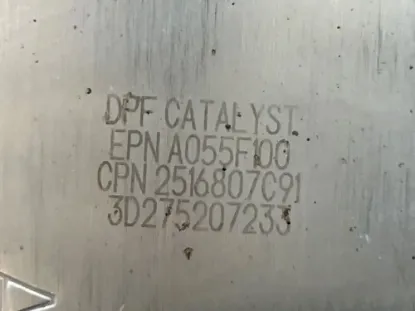 DPF CATALYST
EPN A055F100
CPN 2516807C91
3D275207233